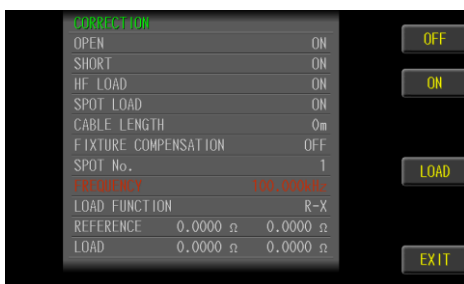 CORRECTION
OPEN ON
SHORT ON
HF LOAD ON
SPOT LOAD ON
CABLE LENGTH 0m
FIXTURE COMPENSATION OFF
SPOT No. 1
FREQUENCY 100.000kHz
LOAD FUNCTION R-X
REFERENCE 0.0000 Ω 0.0000 Ω
LOAD 0.0000 Ω 0.0000 Ω
OFF
ON
LOAD
EXIT